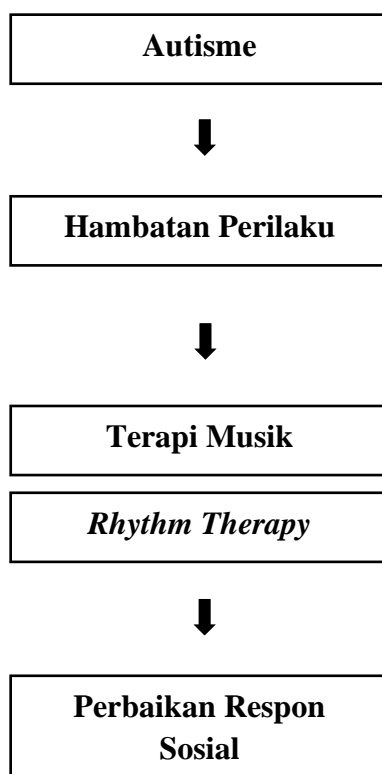 Autisme
Hambatan Perilaku
Terapi Musik
Rhythm Therapy
Perbaikan Respon
Sosial